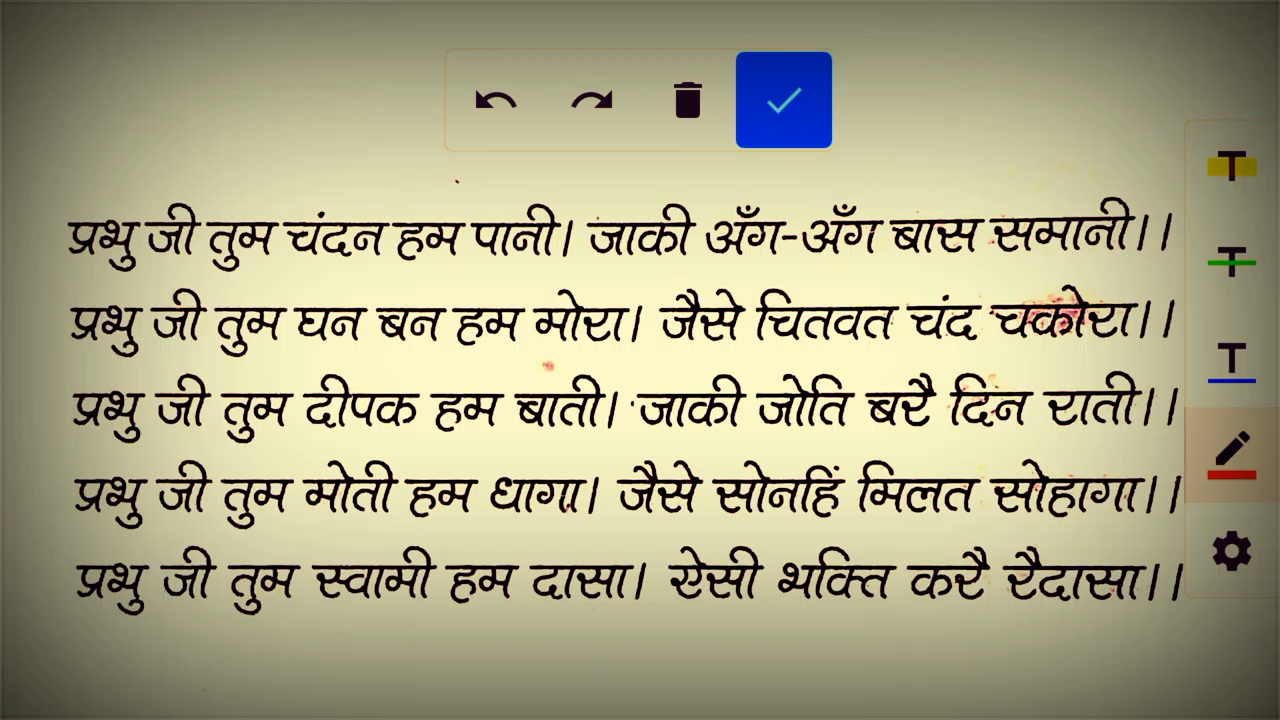 प्रभु जी तुम चंदन हम पानी। जाकी अँग-अँग बास समानी।।
प्रभु जी तुम घन बन हम मोरा। जैसे चितवत चंद चकोरा।।
प्रभु जी तुम दीपक हम बाती। जाकी जोति बरै दिन राती।।
प्रभु जी तुम मोती हम धागा। जैसे सोनहिं मिलत सोहागा।।
प्रभु जी तुम स्वामी हम दासा। ऐसी भक्ति करै रैदासा।।